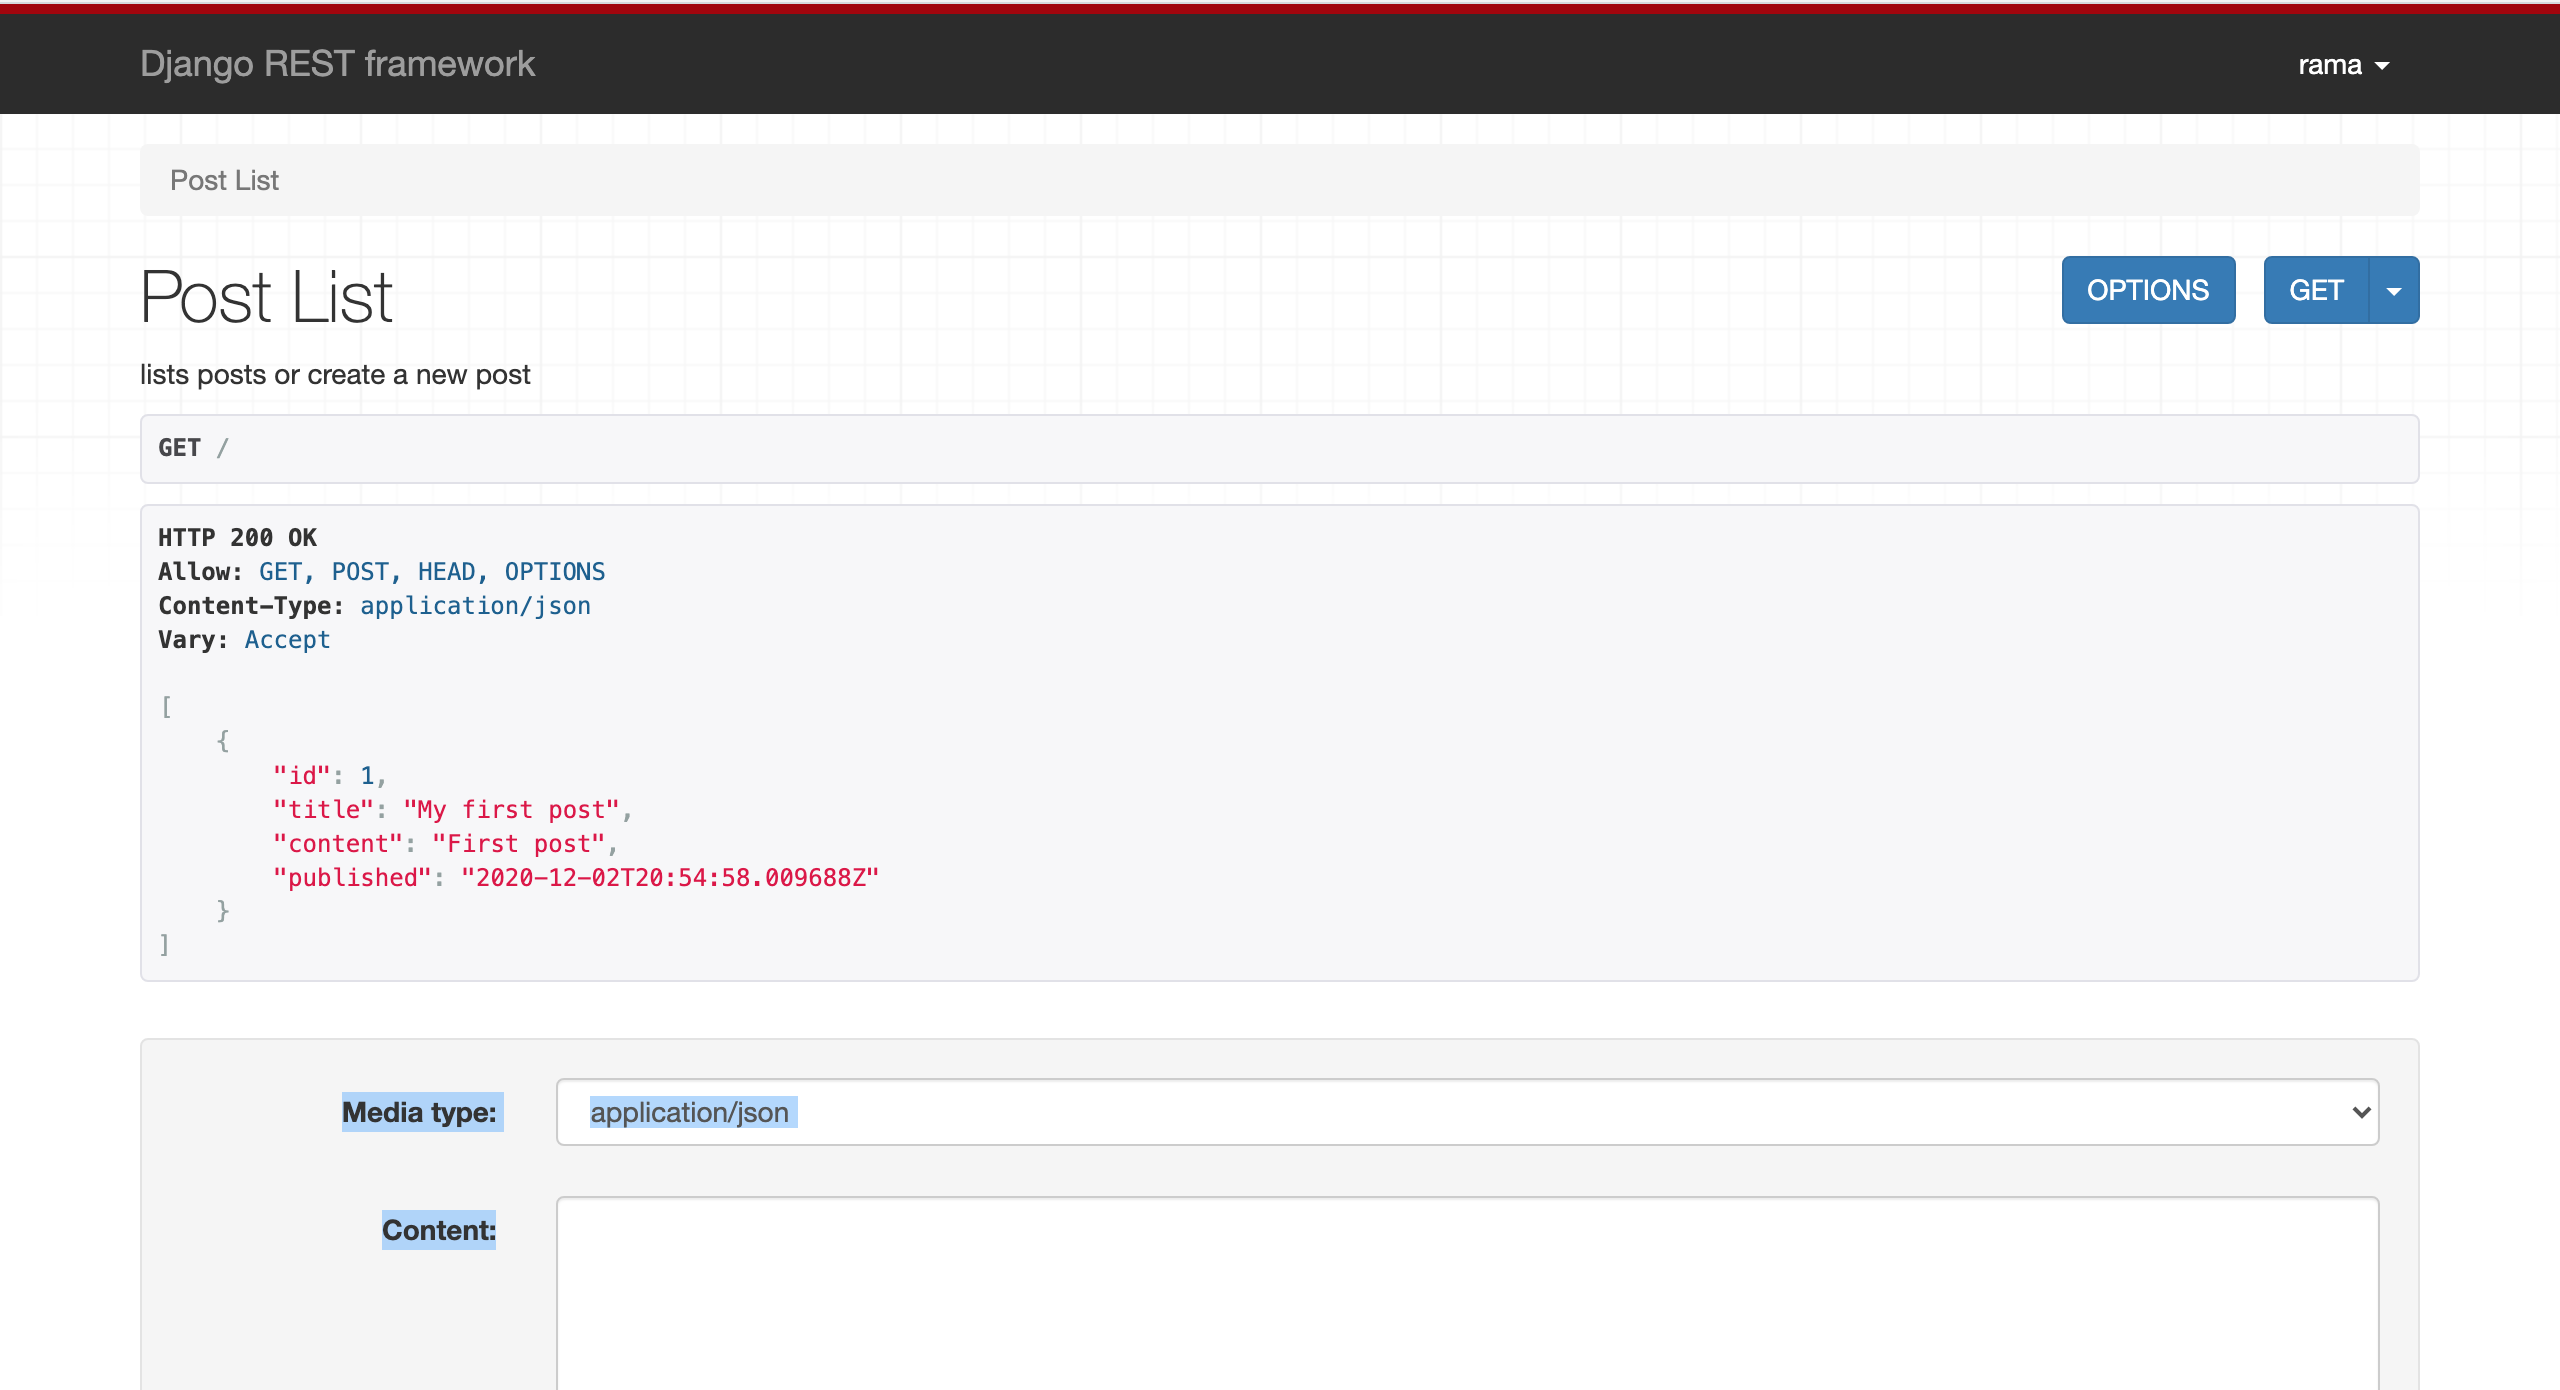 Django REST framework
rama
Post List
Post List
OPTIONS
GET
lists posts or create a new post
GET /
HTTP 200 OK
Allow: GET, POST, HEAD, OPTIONS
Content-Type: application/json
Vary: Accept
[
    {
        "id": 1,
        "title": "My first post",
        "content": "First post",
        "published": "2020-12-02T20:54:58.009688Z"
    }
]
Media type:
application/json
Content: